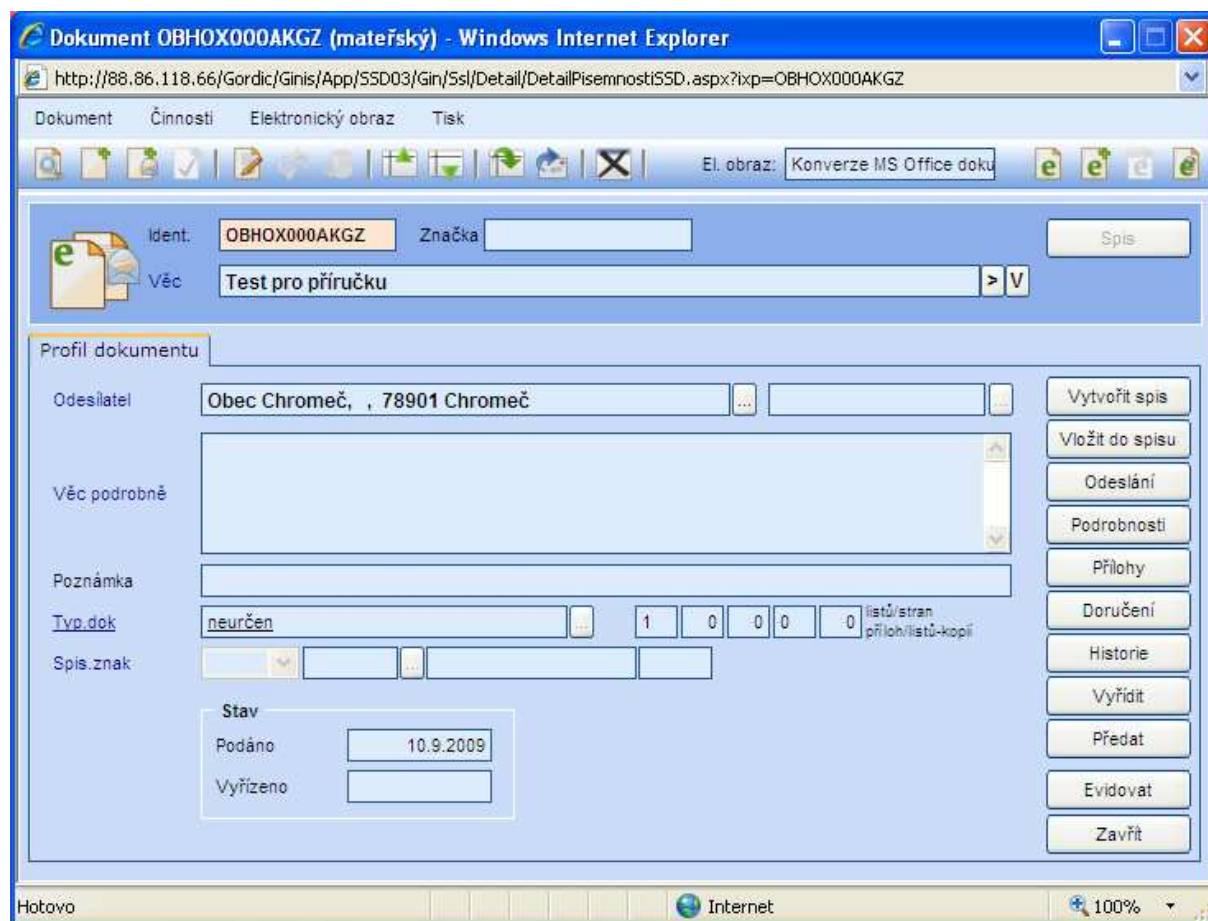 Dokument OBHOX000AKGZ (mateřský) - Windows Internet Explorer
http://88.86.118.66/Gordic/Ginis/App/SSD03/Gin/Ssl/Detail/DetailPisemnostiSSD.aspx?ixp=OBHOX000AKGZ
Dokument Činnosti Elektronický obraz Tisk
El. obraz: Konverze MS Office doku
Ident. OBHOX000AKGZ Značka Spis
Věc Test pro příručku > V
Profil dokumentu
Odesílatel Obec Chromeč, , 78901 Chromeč ... ... Vytvořit spis
Vložit do spisu
Věc podrobně Odeslání
Podrobnosti
Poznámka Přílohy
Typ.dok neurčen ... 1 0 0 0 0 listů/stran příloh/listů-kopií Doručení
Spis.znak ... Historie
Stav Vyřídit
Podáno 10.9.2009 Předat
Vyřízeno Evidovat
Zavřít
Hotovo Internet 100%